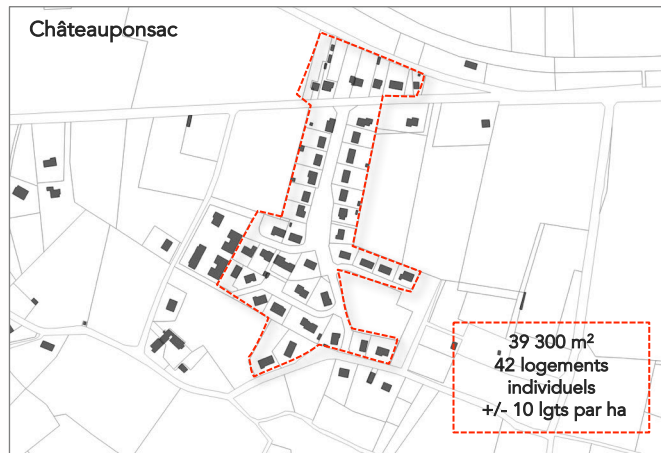 Châteauponsac
39 300 m²
42 logements
individuels
+/- 10 lgts par ha